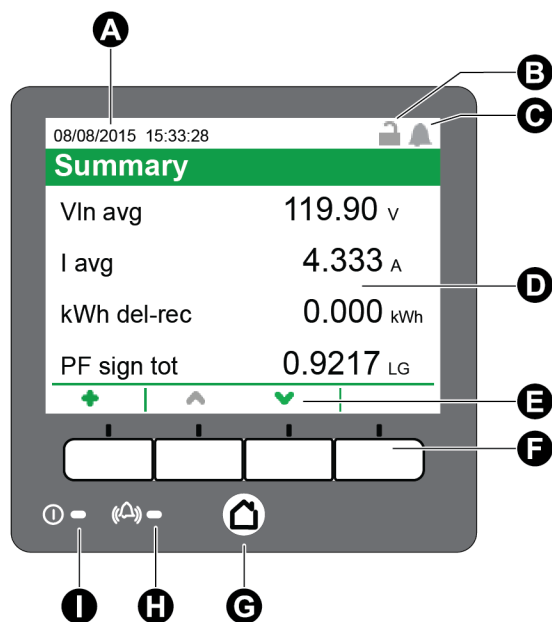 A
B
C
08/08/2015 15:33:28
Summary
Vln avg 119.90 V
I avg 4.333 A
D
kWh del-rec 0.000 kWh
PF sign tot 0.9217 LG
E
F
I
H
G